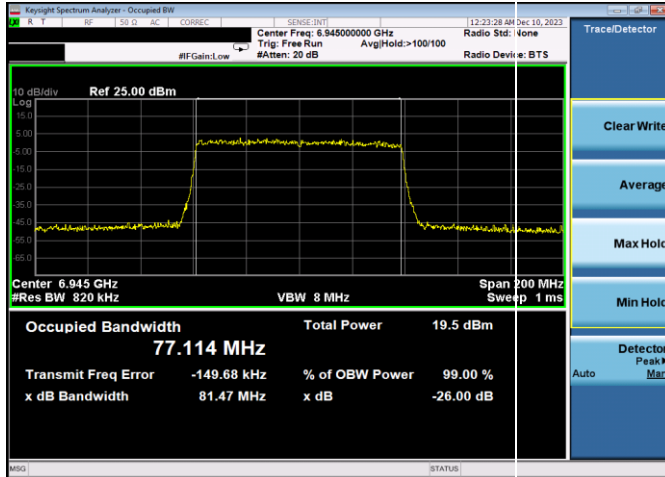 Keysight Spectrum Analyzer - Occupied BW
R T RF 50 Ω AC CORREC SENSE:INT 12:23:28 AM Dec 10, 2023
Center Freq: 6.945000000 GHz Radio Std: None
Trig: Free Run Avg|Hold:>100/100
#IFGain:Low #Atten: 20 dB Radio Device: BTS
Trace/Detector
10 dB/div Ref 25.00 dBm
Log
15.0
5.00
-5.00
-15.0
-25.0
-35.0
-45.0
-55.0
-65.0
Center 6.945 GHz Span 200 MHz
#Res BW 820 kHz VBW 8 MHz Sweep 1 ms
Occupied Bandwidth Total Power 19.5 dBm
77.114 MHz
Transmit Freq Error -149.68 kHz % of OBW Power 99.00 %
x dB Bandwidth 81.47 MHz x dB -26.00 dB
Clear Write
Average
Max Hold
Min Hold
Detector
Peak
Auto Man
MSG STATUS